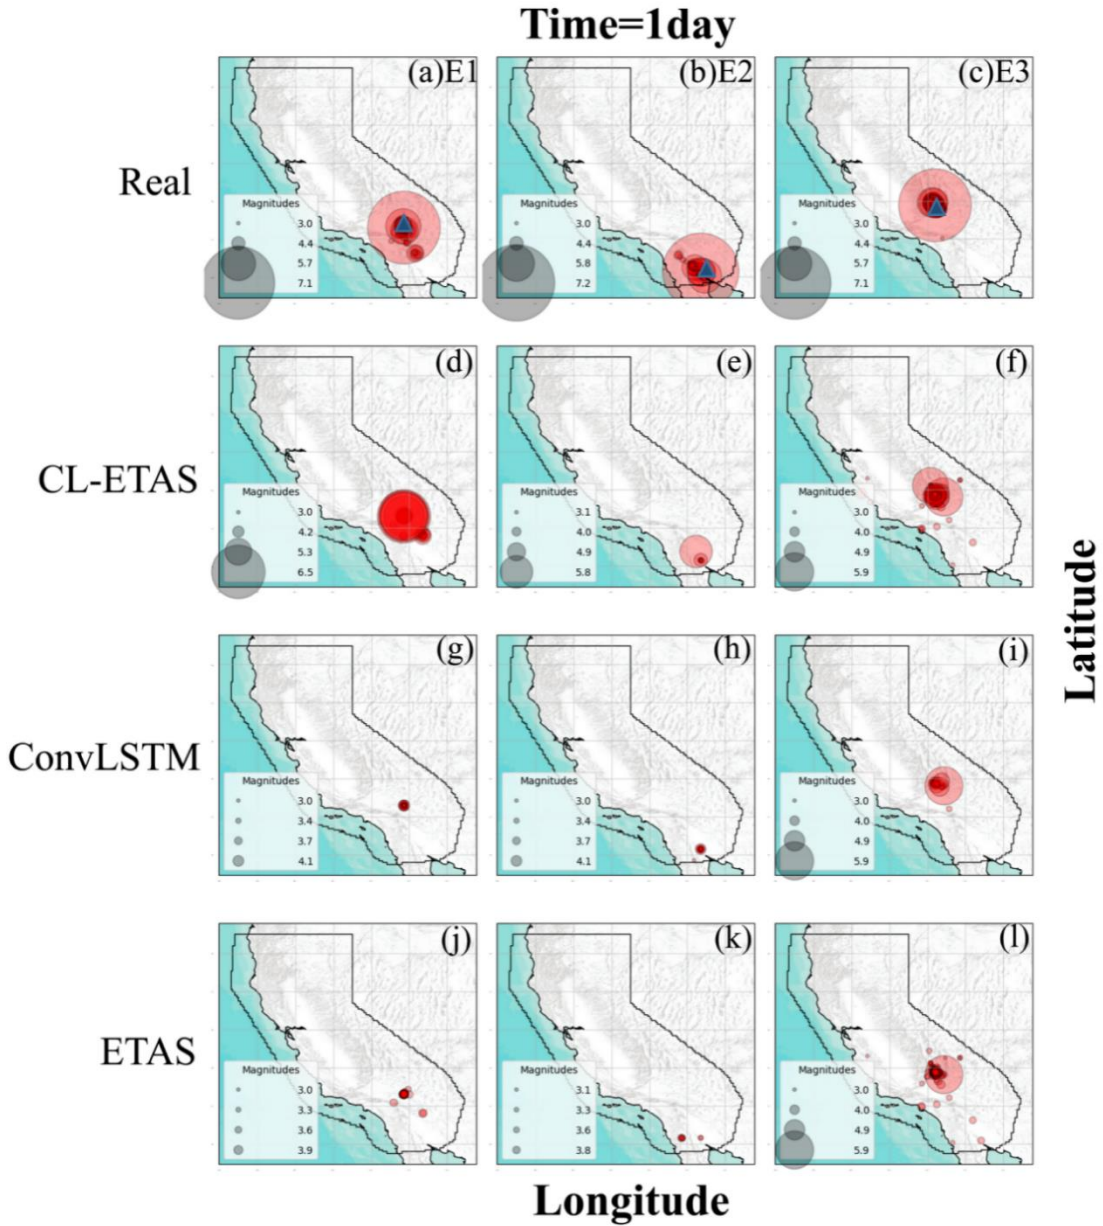 Time=1day
(a)E1
(b)E2
(c)E3
Real
Magnitudes
3.0
4.4
5.7
7.1
Magnitudes
3.0
4.4
5.8
7.2
Magnitudes
3.0
4.4
5.7
7.1
(d)
(e)
(f)
CL-ETAS
Magnitudes
3.0
4.2
5.3
6.5
Magnitudes
3.1
4.0
4.9
5.8
Magnitudes
3.0
4.0
4.9
5.9
Latitude
(g)
(h)
(i)
ConvLSTM
Magnitudes
3.0
3.4
3.7
4.1
Magnitudes
3.0
3.4
3.7
4.1
Magnitudes
3.0
4.0
4.9
5.9
(j)
(k)
(l)
ETAS
Magnitudes
3.0
3.3
3.6
3.9
Magnitudes
3.1
3.3
3.6
3.8
Magnitudes
3.0
4.0
4.9
5.9
Longitude